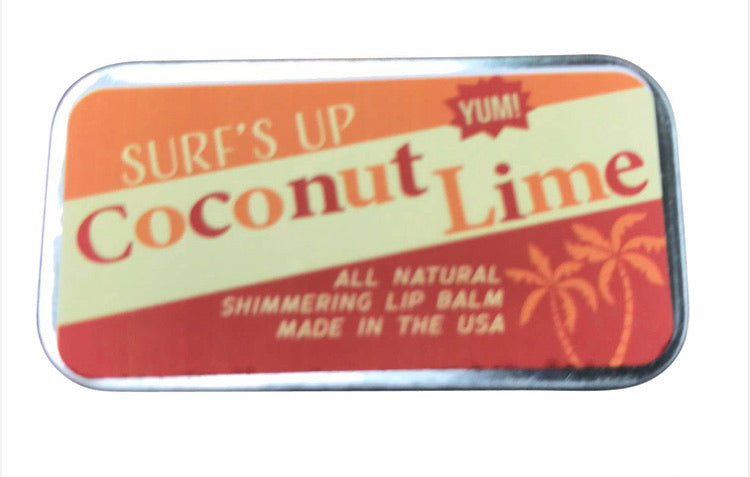 SURF'S UP
YUM!
Coconut Lime
ALL NATURAL
SHIMMERING LIP BALM
MADE IN THE USA